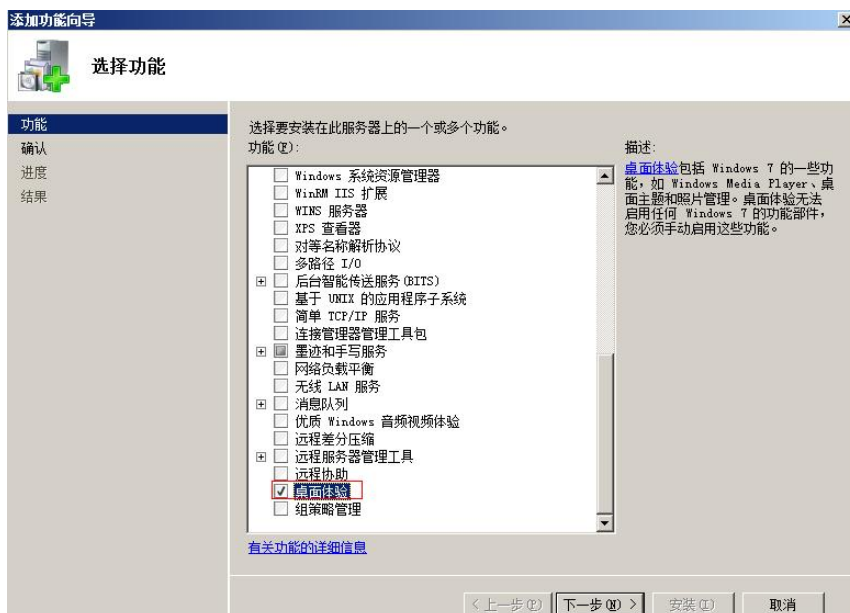 添加功能向导
选择功能
功能
确认
进度
结果
选择要安装在此服务器上的一个或多个功能。
功能(F):
Windows 系统资源管理器
WinRM IIS 扩展
WINS 服务器
XPS 查看器
对等名称解析协议
多路径 I/O
后台智能传送服务(BITS)
基于 UNIX 的应用程序子系统
简单 TCP/IP 服务
连接管理器管理工具包
墨迹和手写服务
网络负载平衡
无线 LAN 服务
消息队列
优质 Windows 音频视频体验
远程差分压缩
远程服务器管理工具
远程协助
桌面体验
组策略管理
有关功能的详细信息
描述:
桌面体验包括 Windows 7 的一些功
能，如 Windows Media Player、桌
面主题和照片管理。桌面体验无法
启用任何 Windows 7 的功能部件，
您必须手动启用这些功能。
< 上一步(P)
下一步(N) >
安装(I)
取消